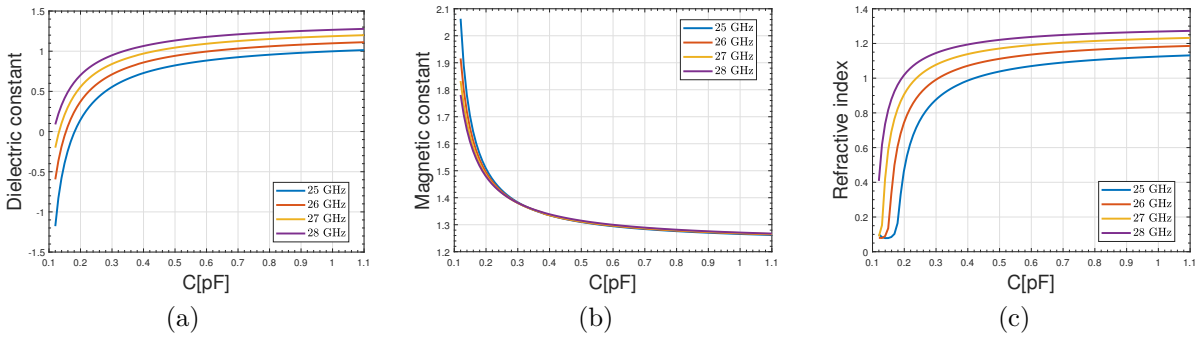 Dielectric constant
1.5
1
0.5
0
-0.5
-1
-1.5
25 GHz
26 GHz
27 GHz
28 GHz
0.1 0.2 0.3 0.4 0.5 0.6 0.7 0.8 0.9 1 1.1
C[pF]
(a)
Magnetic constant
2.1
2
1.9
1.8
1.7
1.6
1.5
1.4
1.3
1.2
25 GHz
26 GHz
27 GHz
28 GHz
0.1 0.2 0.3 0.4 0.5 0.6 0.7 0.8 0.9 1 1.1
C[pF]
(b)
Refractive index
1.4
1.2
1
0.8
0.6
0.4
0.2
0
25 GHz
26 GHz
27 GHz
28 GHz
0.1 0.2 0.3 0.4 0.5 0.6 0.7 0.8 0.9 1 1.1
C[pF]
(c)